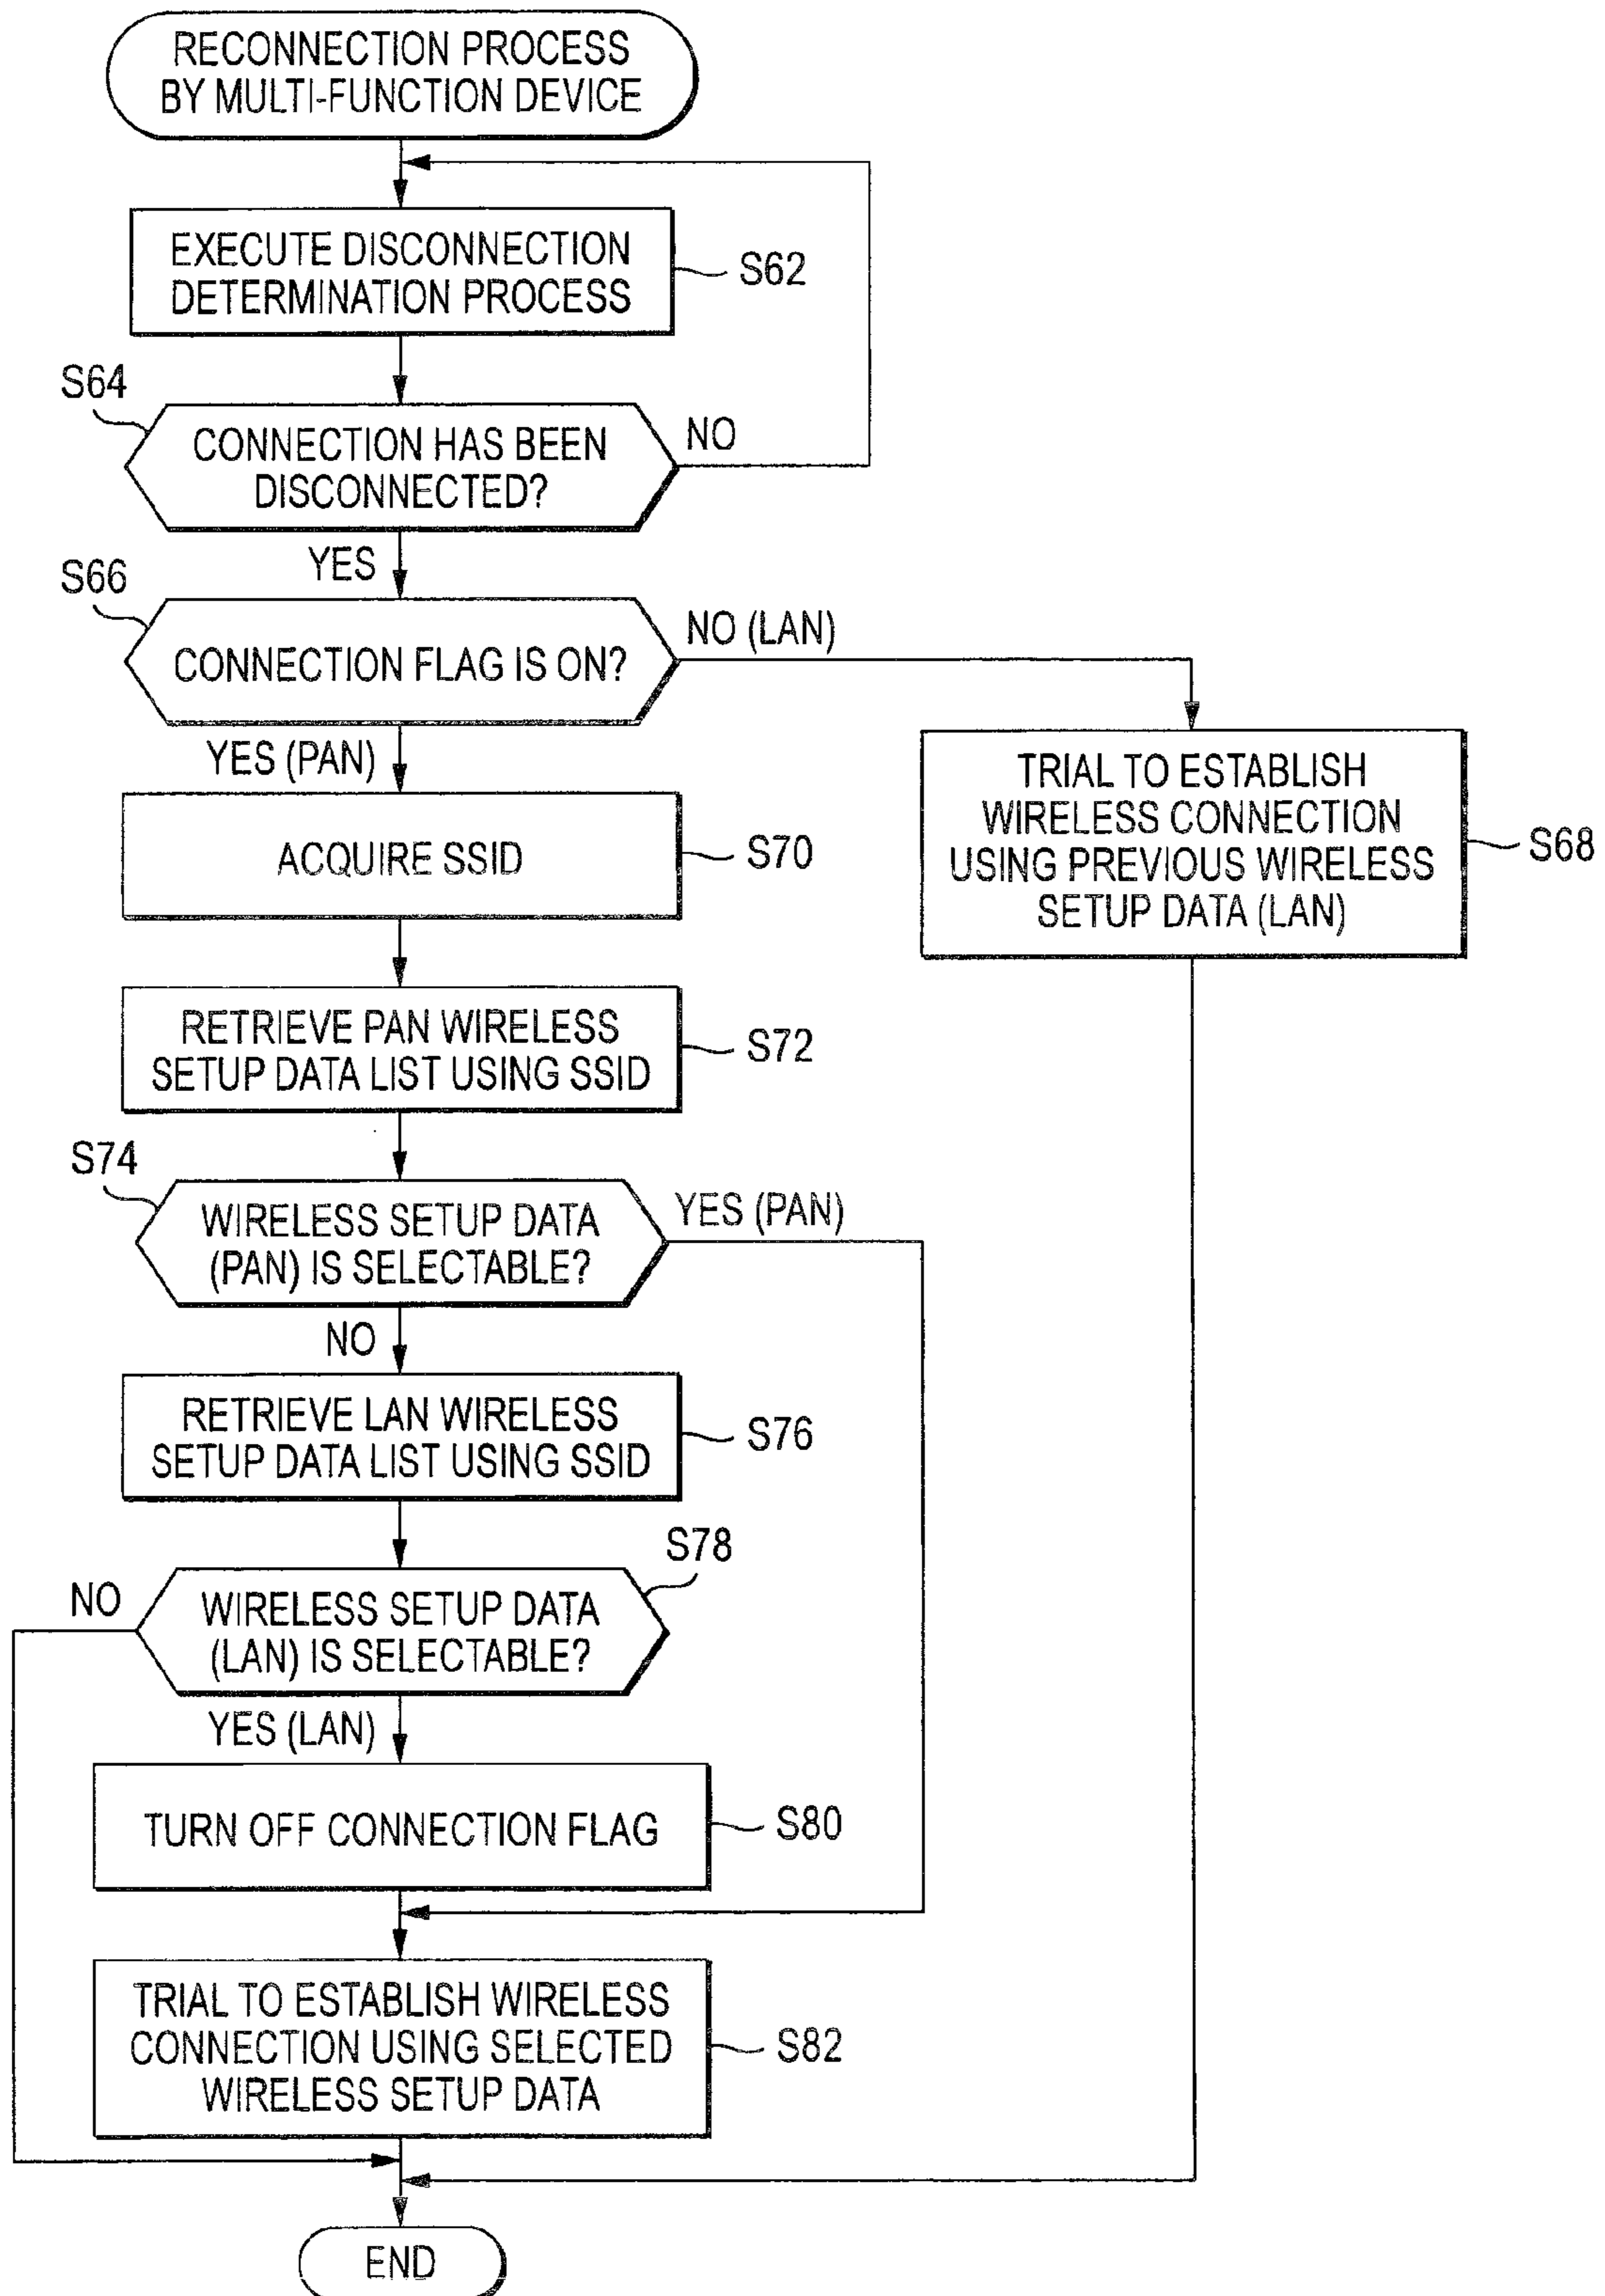 RECONNECTION PROCESS
BY MULTI-FUNCTION DEVICE
EXECUTE DISCONNECTION
DETERMINATION PROCESS
S62
S64
CONNECTION HAS BEEN
DISCONNECTED?
NO
YES
S66
CONNECTION FLAG IS ON?
NO (LAN)
YES (PAN)
TRIAL TO ESTABLISH
WIRELESS CONNECTION
USING PREVIOUS WIRELESS
SETUP DATA (LAN)
S68
ACQUIRE SSID
S70
RETRIEVE PAN WIRELESS
SETUP DATA LIST USING SSID
S72
S74
WIRELESS SETUP DATA
(PAN) IS SELECTABLE?
YES (PAN)
NO
RETRIEVE LAN WIRELESS
SETUP DATA LIST USING SSID
S76
S78
WIRELESS SETUP DATA
(LAN) IS SELECTABLE?
NO
YES (LAN)
TURN OFF CONNECTION FLAG
S80
TRIAL TO ESTABLISH WIRELESS
CONNECTION USING SELECTED
WIRELESS SETUP DATA
S82
END